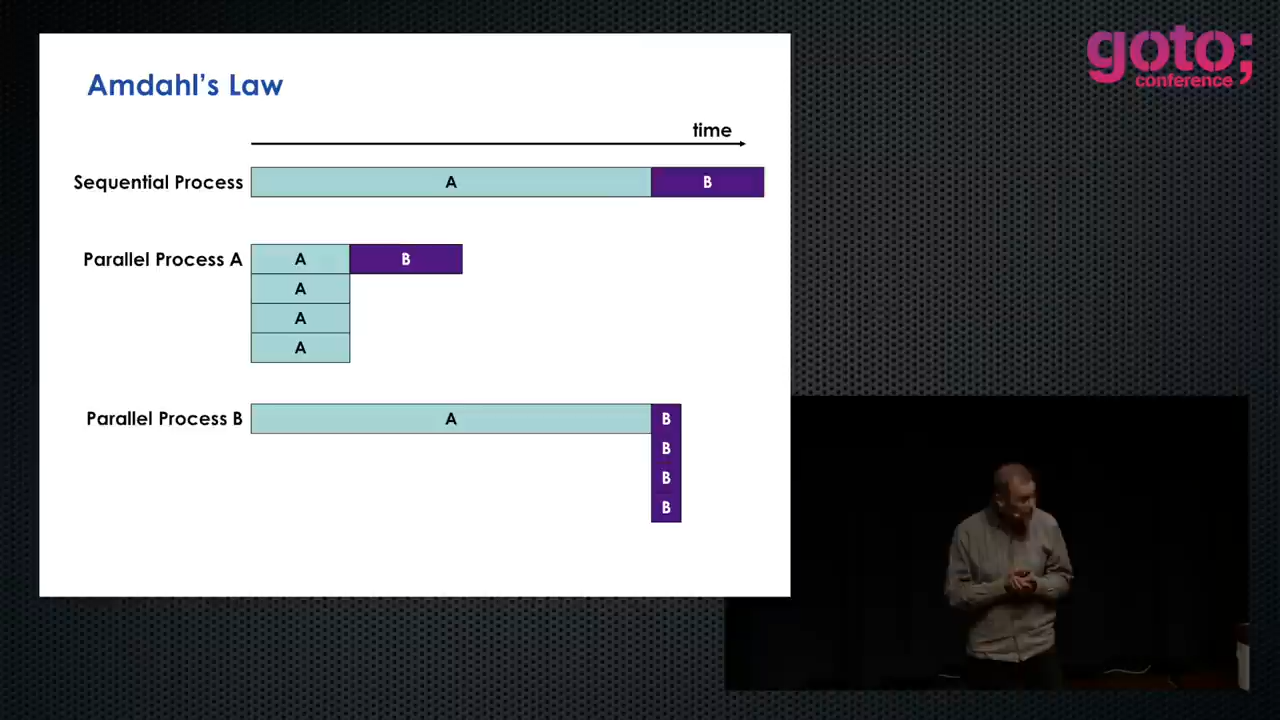 goto;
conference
Amdahl's Law
time
Sequential Process A B
Parallel Process A A B
A
A
A
Parallel Process B A B
B
B
B